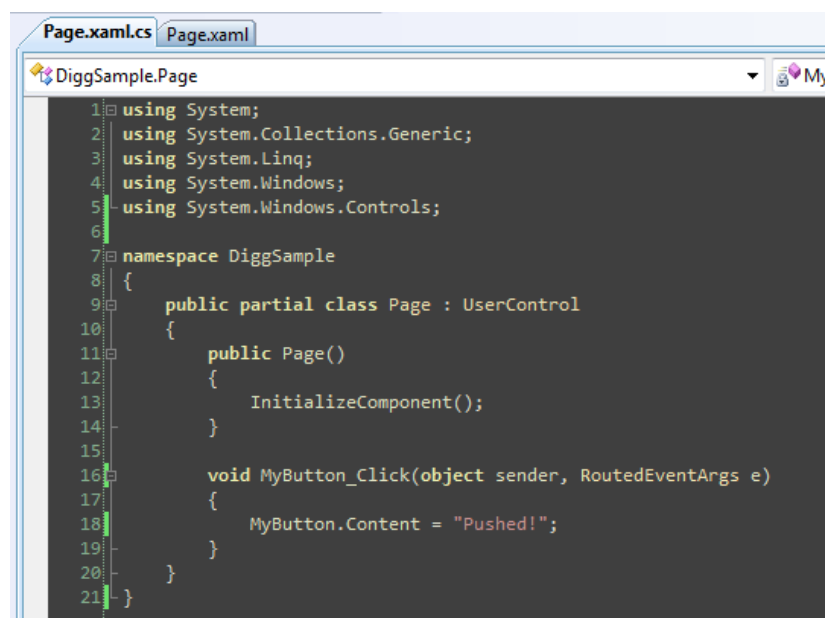 Page.xaml.cs Page.xaml
DiggSample.Page My
1 using System;
2 using System.Collections.Generic;
3 using System.Linq;
4 using System.Windows;
5 using System.Windows.Controls;
6
7 namespace DiggSample
8 {
9     public partial class Page : UserControl
10     {
11         public Page()
12         {
13             InitializeComponent();
14         }
15
16         void MyButton_Click(object sender, RoutedEventArgs e)
17         {
18             MyButton.Content = "Pushed!";
19         }
20     }
21 }